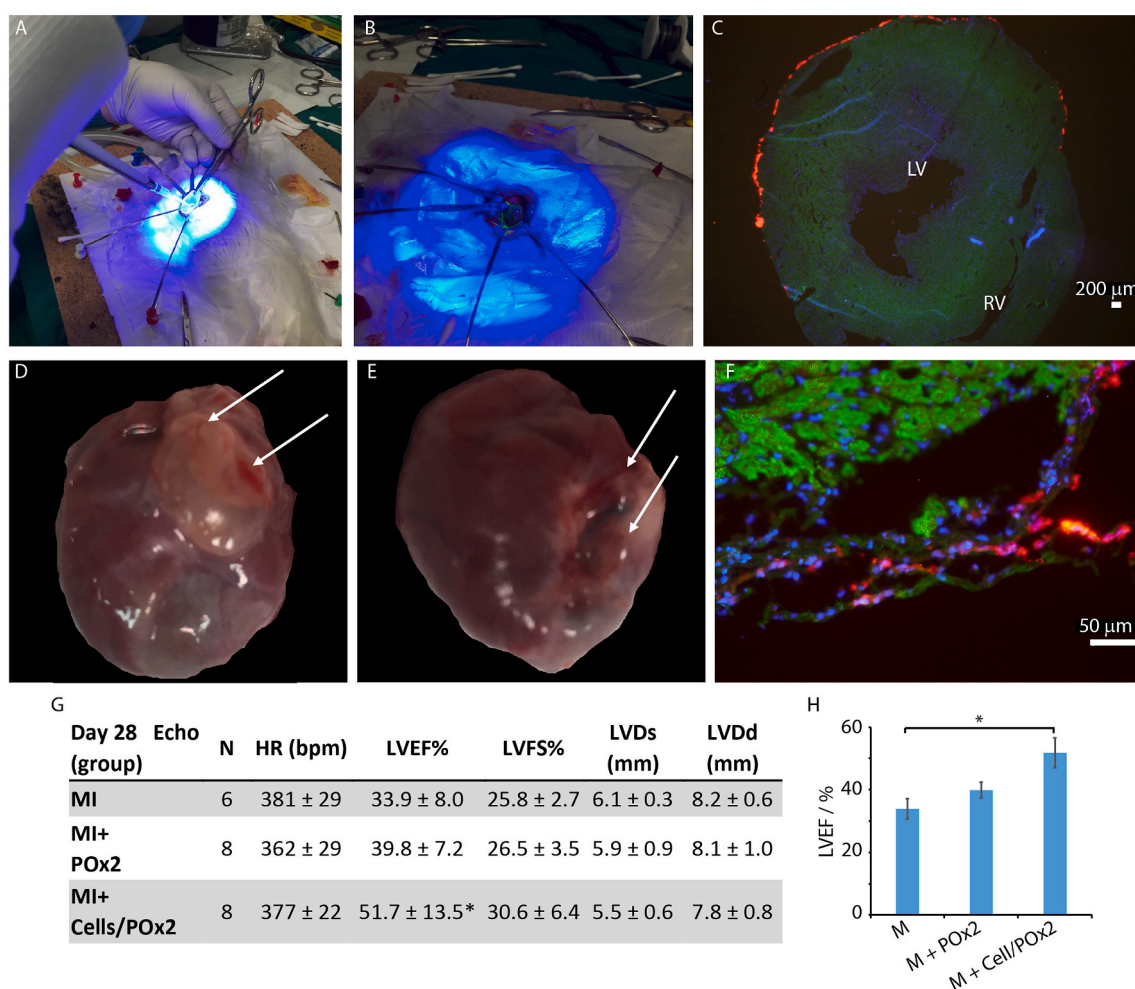 A
B
C
LV
RV
200 μm
D
E
F
50 μm
G
Day 28 Echo (group) N HR (bpm) LVEF% LVFS% LVDs (mm) LVDd (mm)
MI 6 381 ± 29 33.9 ± 8.0 25.8 ± 2.7 6.1 ± 0.3 8.2 ± 0.6
MI+ POx2 8 362 ± 29 39.8 ± 7.2 26.5 ± 3.5 5.9 ± 0.9 8.1 ± 1.0
MI+ Cells/POx2 8 377 ± 22 51.7 ± 13.5* 30.6 ± 6.4 5.5 ± 0.6 7.8 ± 0.8
H
LVEF / %
60
40
20
0
*
M
M + POx2
M + Cell/POx2